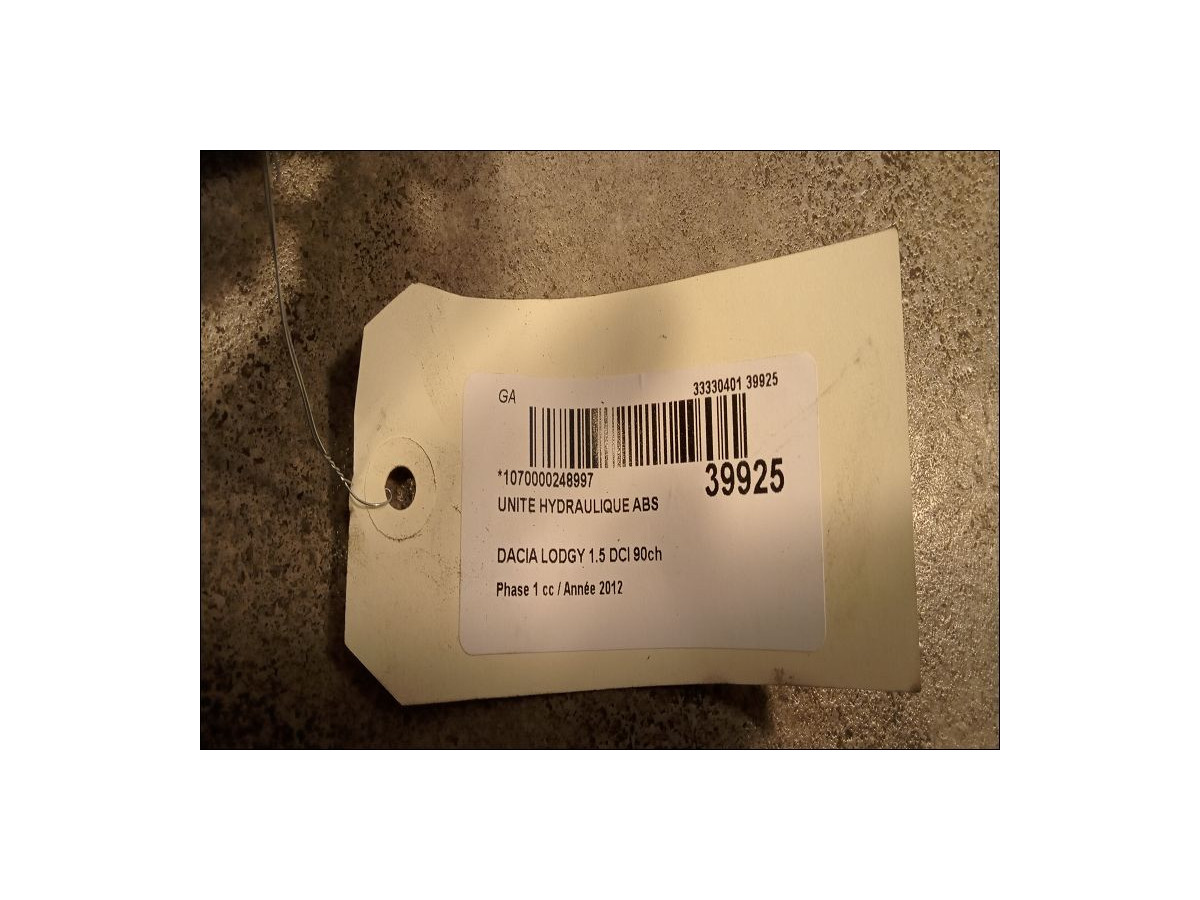 GA
33330401 39925
*1070000248997
39925
UNITE HYDRAULIQUE ABS
DACIA LODGY 1.5 DCI 90ch
Phase 1 cc / Année 2012